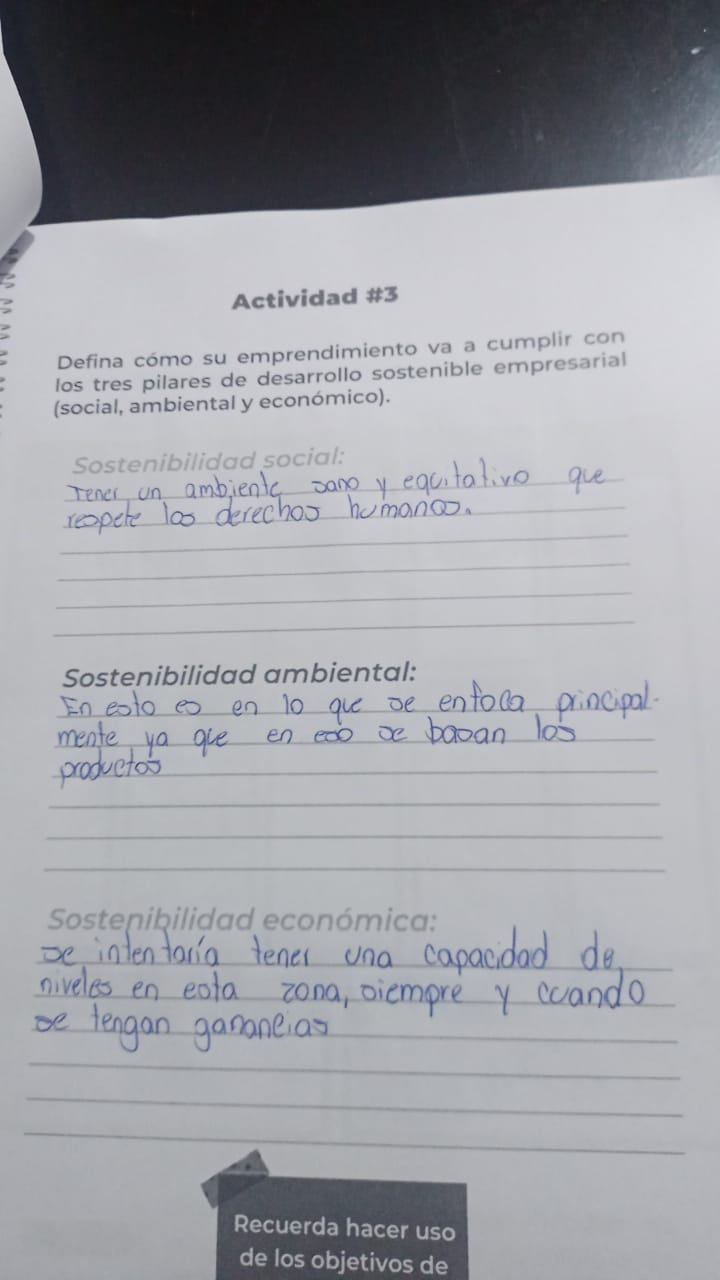 Actividad #3
Defina cómo su emprendimiento va a cumplir con
los tres pilares de desarrollo sostenible empresarial
(social, ambiental y económico).
Sostenibilidad social:
Tener un ambiente sano y equitativo que
respete los derechos humanos.
Sostenibilidad ambiental:
En esto es en lo que se enfoca principal-
mente, ya que en eso se basan los
productos
Sostenibilidad económica:
se intentaría tener una capacidad de
niveles en esta zona, siempre y cuando
se tengan ganancias
Recuerda hacer uso
de los objetivos de